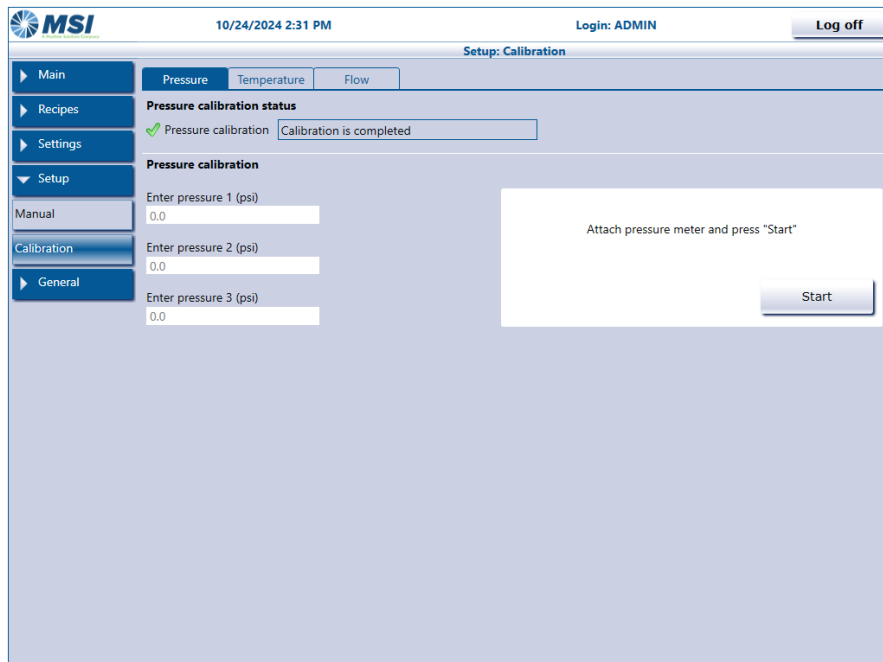 MSI
A Machine Solutions Company
10/24/2024 2:31 PM
Login: ADMIN
Log off
Setup: Calibration
Main
Recipes
Settings
Setup
Manual
Calibration
General
Pressure Temperature Flow
Pressure calibration status
Pressure calibration Calibration is completed
Pressure calibration
Enter pressure 1 (psi)
0.0
Enter pressure 2 (psi)
0.0
Enter pressure 3 (psi)
0.0
Attach pressure meter and press "Start"
Start